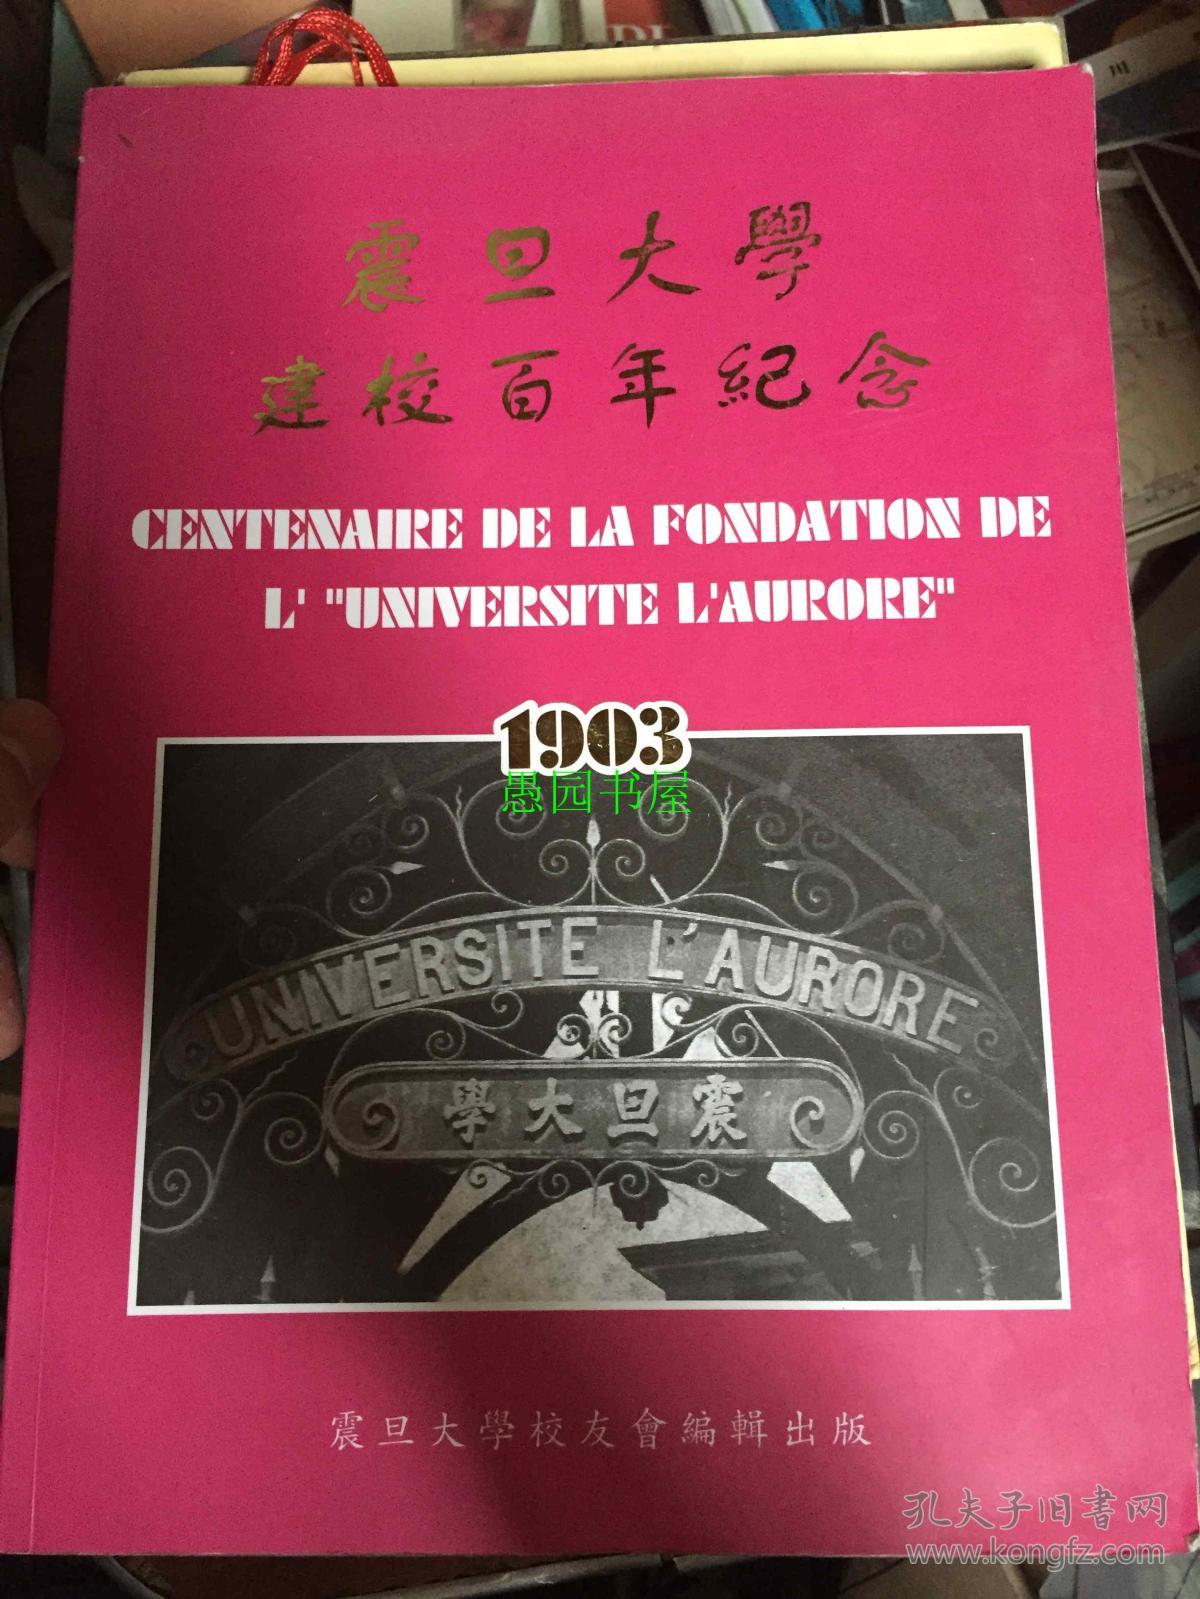 震旦大學
建校百年紀念
CENTENAIRE DE LA FONDATION DE
L' "UNIVERSITE L'AURORE"
1903
愚园书屋
UNIVERSITE L'AURORE
學大旦震
震旦大學校友會編輯出版
孔夫子旧书网
www.kongfz.com